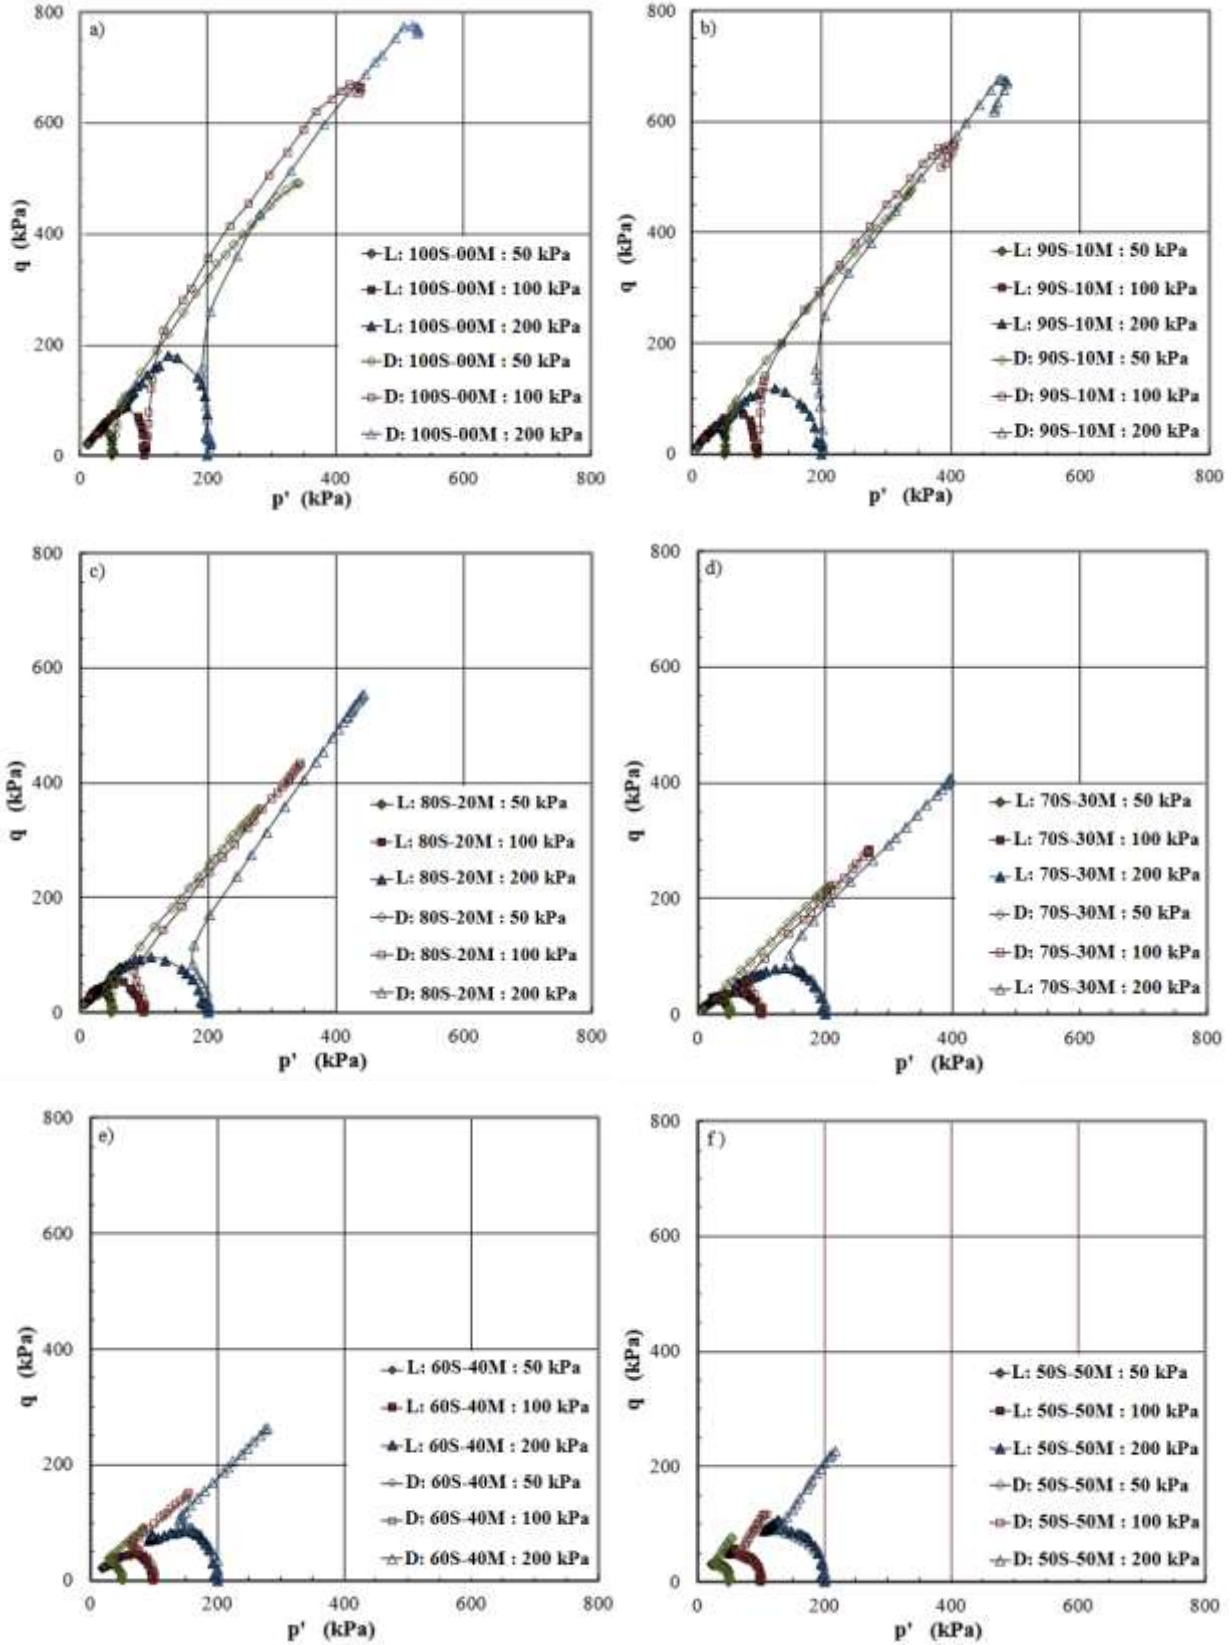 a)
800
600
400
200
0
q (kPa)
L: 100S-00M : 50 kPa
L: 100S-00M : 100 kPa
L: 100S-00M : 200 kPa
D: 100S-00M : 50 kPa
D: 100S-00M : 100 kPa
D: 100S-00M : 200 kPa
0 200 400 600 800
p' (kPa)
b)
800
600
400
200
0
q (kPa)
L: 90S-10M : 50 kPa
L: 90S-10M : 100 kPa
L: 90S-10M : 200 kPa
D: 90S-10M : 50 kPa
D: 90S-10M : 100 kPa
D: 90S-10M : 200 kPa
0 200 400 600 800
p' (kPa)
c)
800
600
400
200
0
q (kPa)
L: 80S-20M : 50 kPa
L: 80S-20M : 100 kPa
L: 80S-20M : 200 kPa
D: 80S-20M : 50 kPa
D: 80S-20M : 100 kPa
D: 80S-20M : 200 kPa
0 200 400 600 800
p' (kPa)
d)
800
600
400
200
0
q (kPa)
L: 70S-30M : 50 kPa
L: 70S-30M : 100 kPa
L: 70S-30M : 200 kPa
D: 70S-30M : 50 kPa
D: 70S-30M : 100 kPa
L: 70S-30M : 200 kPa
0 200 400 600 800
p' (kPa)
e)
800
600
400
200
0
q (kPa)
L: 60S-40M : 50 kPa
L: 60S-40M : 100 kPa
L: 60S-40M : 200 kPa
D: 60S-40M : 50 kPa
D: 60S-40M : 100 kPa
D: 60S-40M : 200 kPa
0 200 400 600 800
p' (kPa)
f)
800
600
400
200
0
q (kPa)
L: 50S-50M : 50 kPa
L: 50S-50M : 100 kPa
L: 50S-50M : 200 kPa
D: 50S-50M : 50 kPa
D: 50S-50M : 100 kPa
D: 50S-50M : 200 kPa
0 200 400 600 800
p' (kPa)